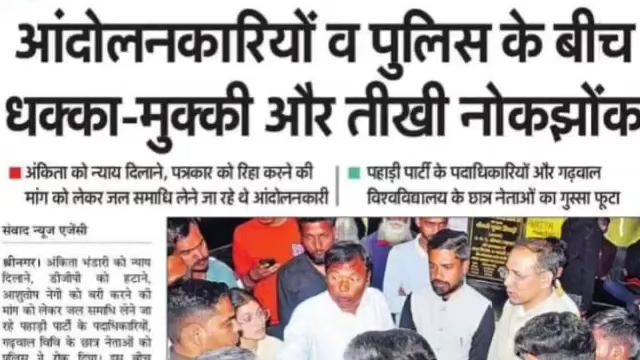 आंदोलनकारियों व पुलिस के बीच
धक्का-मुक्की और तीखी नोकझोंक
अंकिता को न्याय दिलाने, पत्रकार को रिहा करने की
मांग को लेकर जल समाधि लेने जा रहे थे आंदोलनकारी
पहाड़ी पार्टी के पदाधिकारियों और गढ़वाल
विश्वविद्यालय के छात्र नेताओं का गुस्सा फूटा
संवाद न्यूज एजेंसी
श्रीनगर। अंकिता भंडारी को न्याय
दिलाने, डीजीपी को हटाने,
आशुतोष नेगी को बरी करने की
मांग को लेकर जल समाधि लेने जा
रहे पहाड़ी पार्टी के पदाधिकारियों,
गढ़वाल विवि के छात्र नेताओं को
पुलिस ने रोक दिया। इस बीच